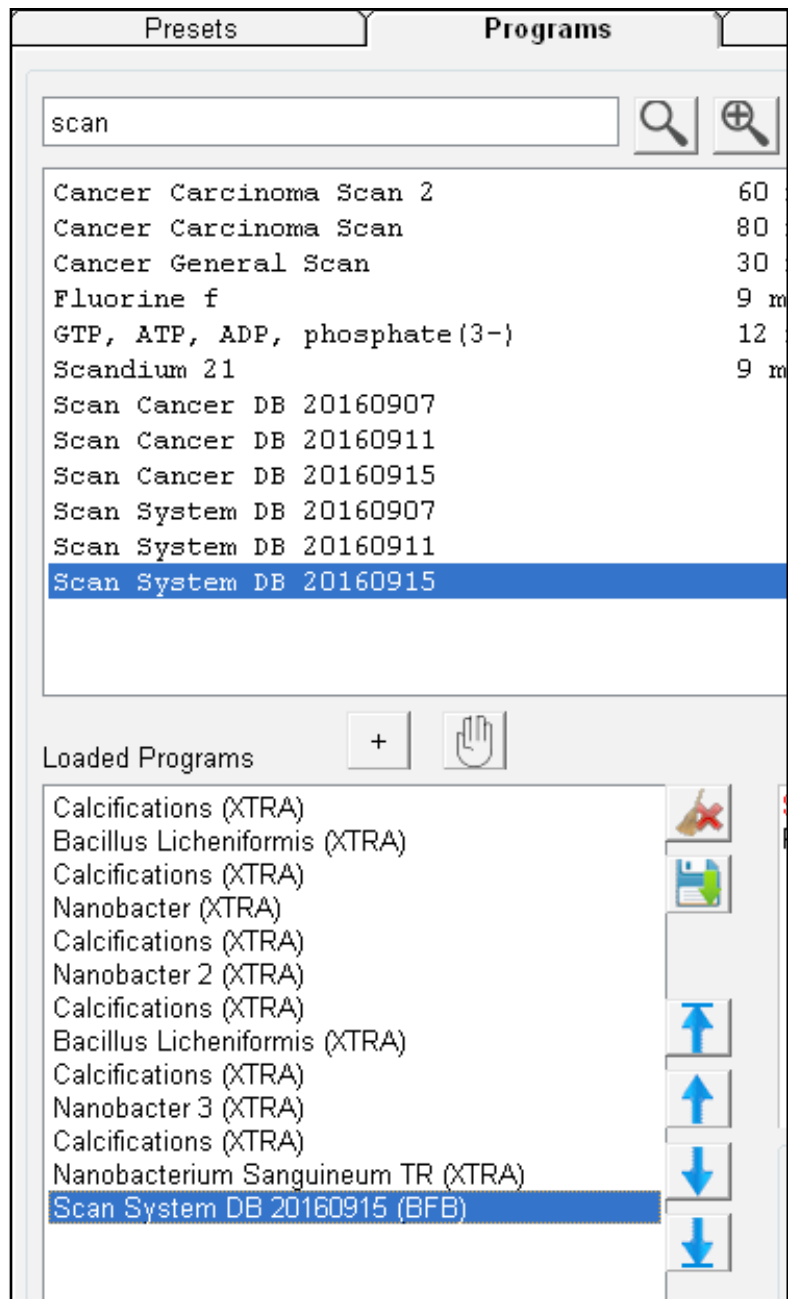 Presets Programs
scan
Cancer Carcinoma Scan 2 60
Cancer Carcinoma Scan 80
Cancer General Scan 30
Fluorine f 9 m
GTP, ATP, ADP, phosphate(3-) 12
Scandium 21 9 m
Scan Cancer DB 20160907
Scan Cancer DB 20160911
Scan Cancer DB 20160915
Scan System DB 20160907
Scan System DB 20160911
Scan System DB 20160915
+
Loaded Programs
Calcifications (XTRA)
Bacillus Licheniformis (XTRA)
Calcifications (XTRA)
Nanobacter (XTRA)
Calcifications (XTRA)
Nanobacter 2 (XTRA)
Calcifications (XTRA)
Bacillus Licheniformis (XTRA)
Calcifications (XTRA)
Nanobacter 3 (XTRA)
Calcifications (XTRA)
Nanobacterium Sanguineum TR (XTRA)
Scan System DB 20160915 (BFB)